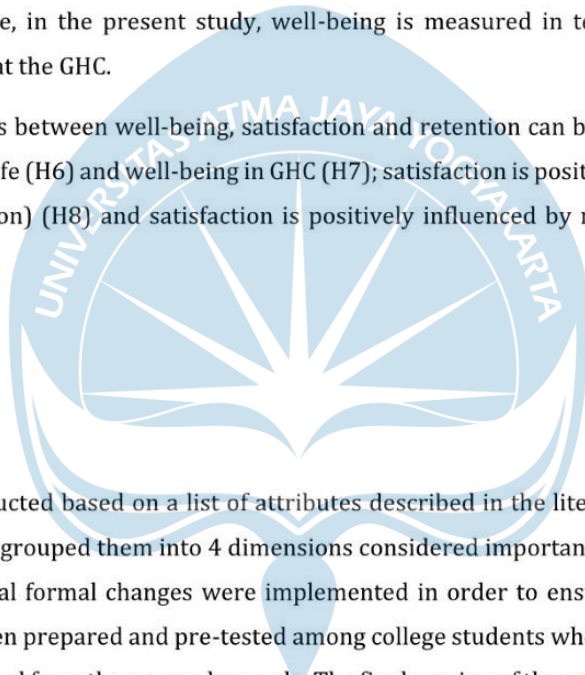 e, in the present study, well-being is measured in te
at the GHC.
s between well-being, satisfaction and retention can b
fe (H6) and well-being in GHC (H7); satisfaction is posit
on) (H8) and satisfaction is positively influenced by r
UNIVERSITAS ATMA JAYA YOGYAKARTA
ucted based on a list of attributes described in the lite
grouped them into 4 dimensions considered importan
al formal changes were implemented in order to ens
en prepared and pre-tested among college students wh